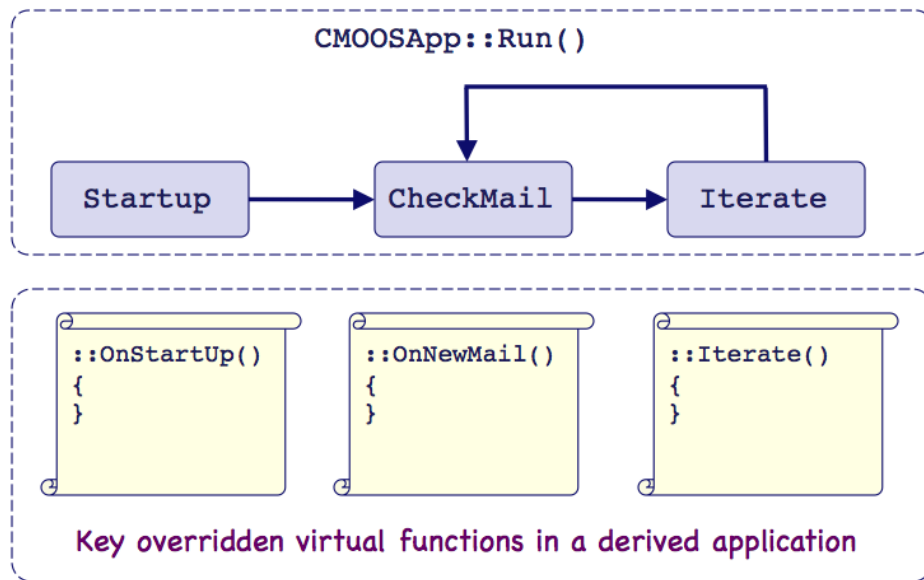 CMOOSApp::Run()
Startup
CheckMail
Iterate
::OnStartUp()
{
}
::OnNewMail()
{
}
::Iterate()
{
}
Key overridden virtual functions in a derived application